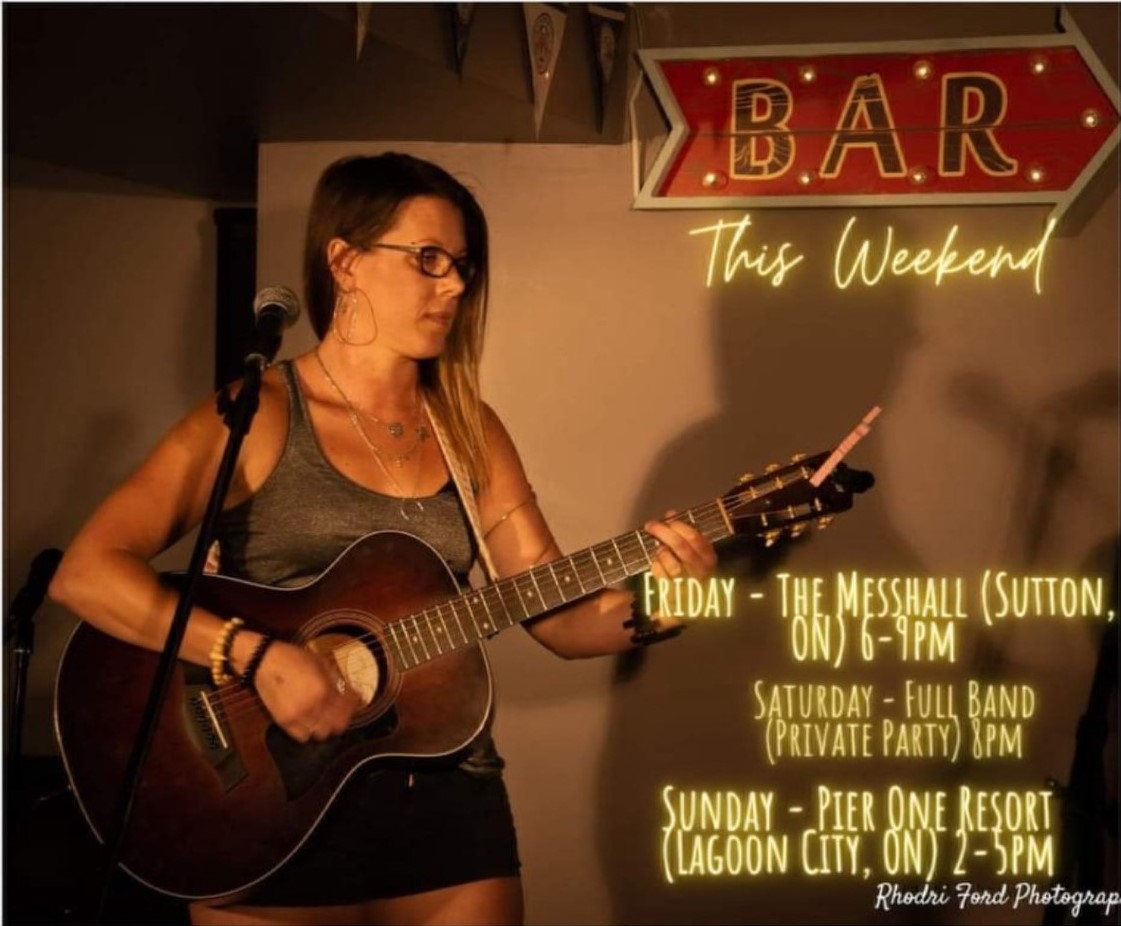 BAR
This Weekend
FRIDAY - THE MESSHALL (SUTTON,
ON) 6-9PM
SATURDAY - FULL BAND
(PRIVATE PARTY) 8PM
SUNDAY - PIER ONE RESORT
(LAGOON CITY, ON) 2-5PM
Rhodri Ford Photograp